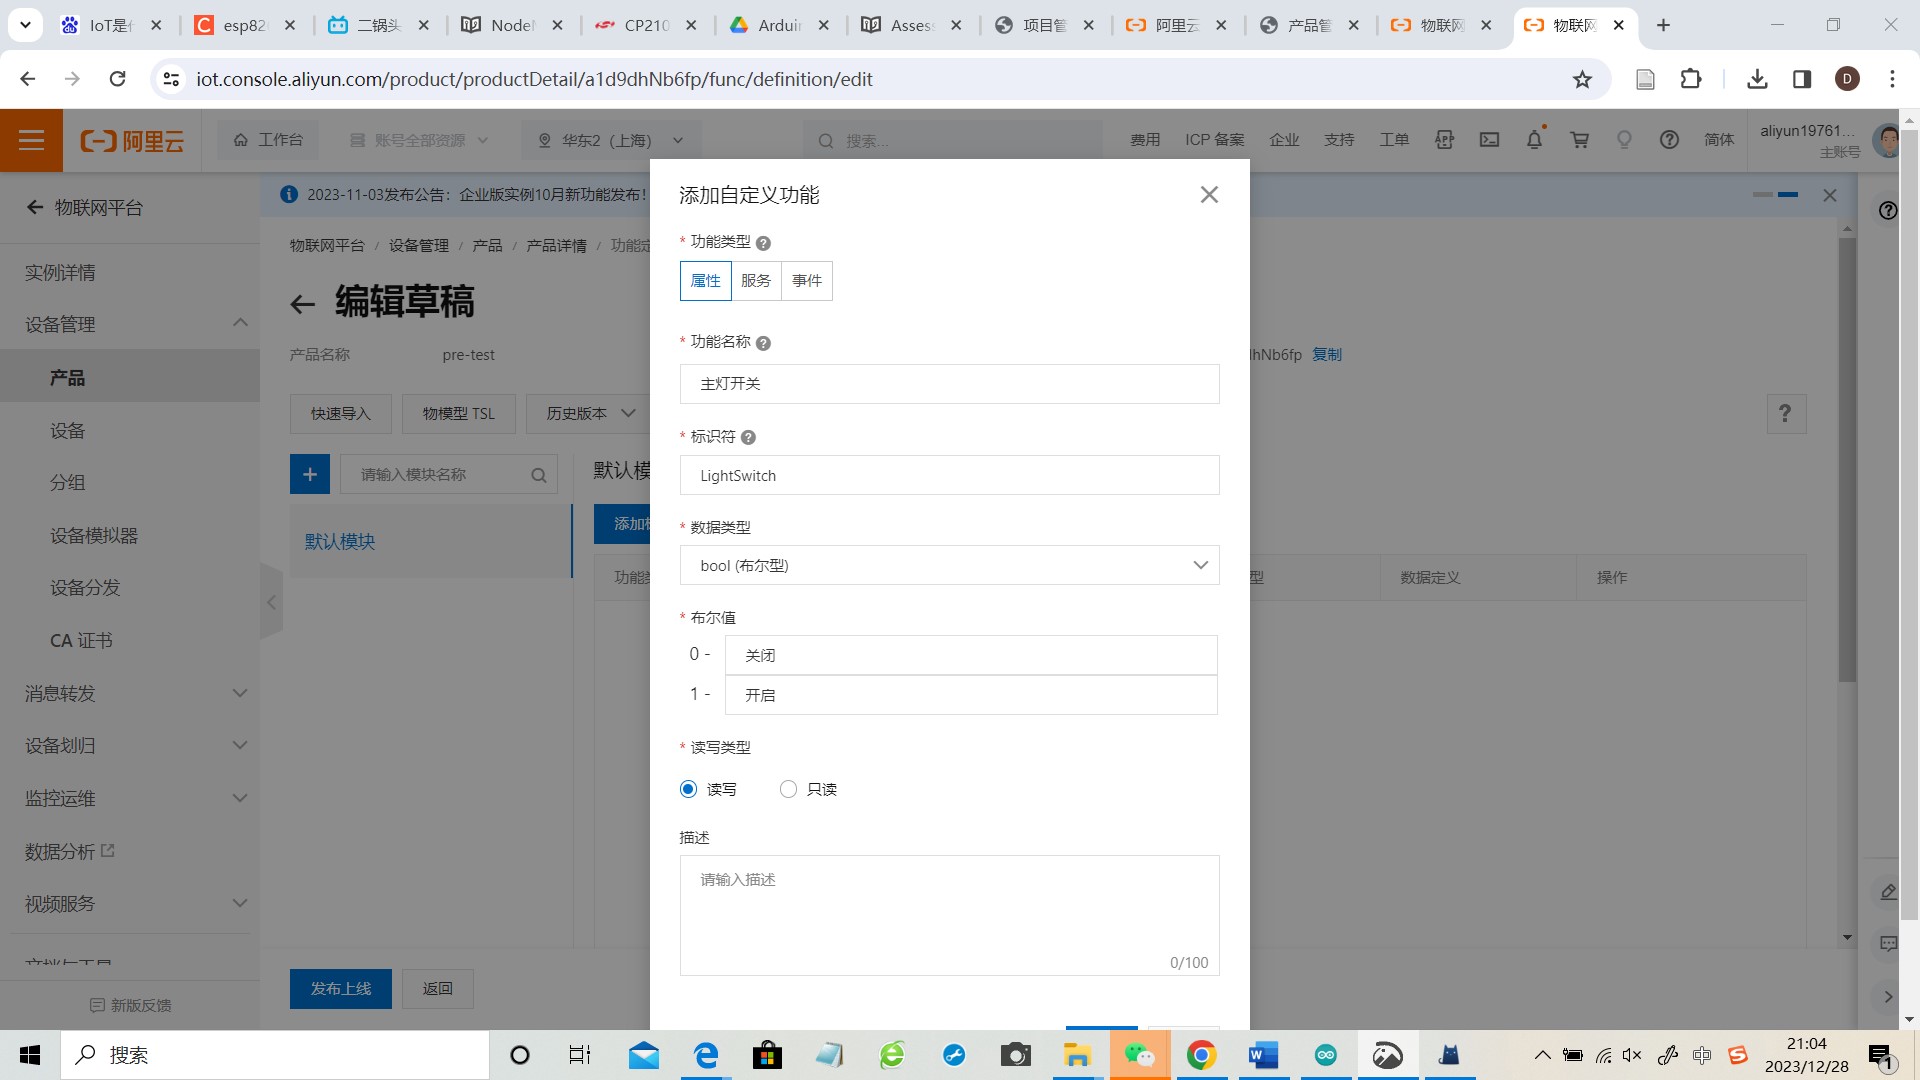 IoT是什
esp826
二锅头
NodeM
CP210
Arduin
Assess
项目管
阿里云
产品管
物联网
物联网
iot.console.aliyun.com/product/productDetail/a1d9dhNb6fp/func/definition/edit
D
阿里云
工作台
账号全部资源
华东2（上海）
搜索...
费用
ICP 备案
企业
支持
工单
简体
aliyun19761...
主账号
物联网平台
2023-11-03发布公告：企业版实例10月新功能发布！
物联网平台 / 设备管理 / 产品 / 产品详情 / 功能定
编辑草稿
产品名称
pre-test
lhNb6fp 复制
快速导入
物模型 TSL
历史版本
?
请输入模块名称
默认模
默认模块
添加标
功能类
型
数据定义
操作
实例详情
设备管理
产品
设备
分组
设备模拟器
设备分发
CA 证书
消息转发
设备划归
监控运维
数据分析
视频服务
文档与工具
新版反馈
发布上线
返回
添加自定义功能
* 功能类型
属性
服务
事件
* 功能名称
主灯开关
* 标识符
LightSwitch
* 数据类型
bool (布尔型)
* 布尔值
0 - 关闭
1 - 开启
* 读写类型
读写
只读
描述
请输入描述
0/100
搜索
中
21:04
2023/12/28
1